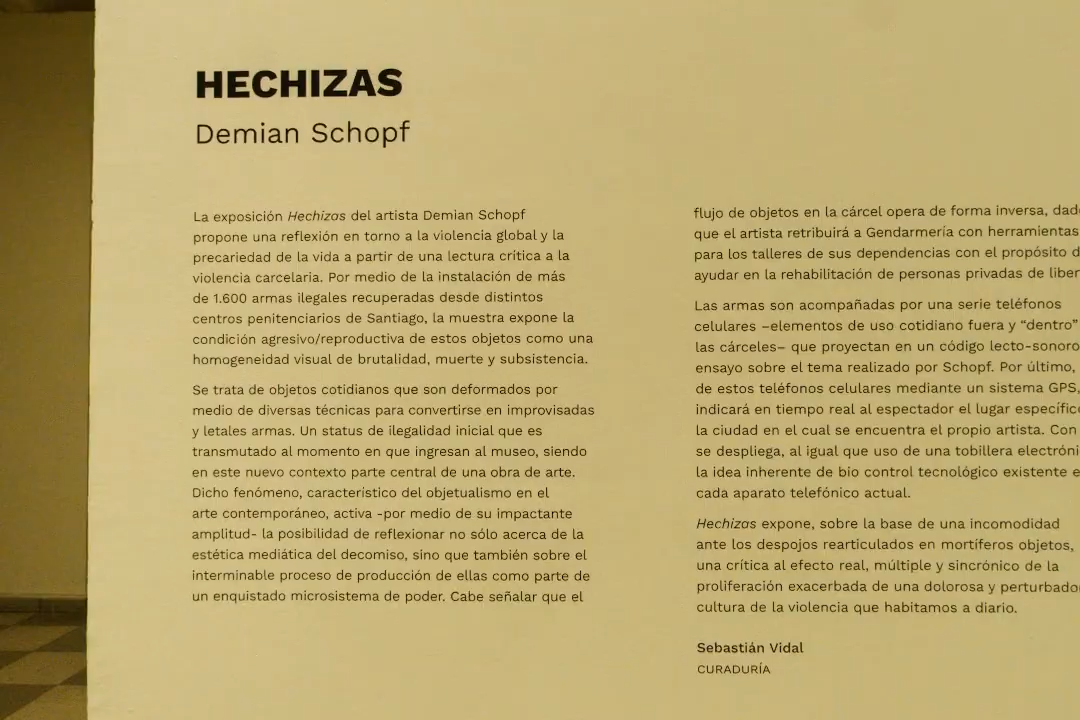 HECHIZAS
Demian Schopf
La exposición Hechizas del artista Demian Schopf
propone una reflexión en torno a la violencia global y la
precariedad de la vida a partir de una lectura crítica a la
violencia carcelaria. Por medio de la instalación de más
de 1.600 armas ilegales recuperadas desde distintos
centros penitenciarios de Santiago, la muestra expone la
condición agresivo/reproductiva de estos objetos como una
homogeneidad visual de brutalidad, muerte y subsistencia.
Se trata de objetos cotidianos que son deformados por
medio de diversas técnicas para convertirse en improvisadas
y letales armas. Un status de ilegalidad inicial que es
transmutado al momento en que ingresan al museo, siendo
en este nuevo contexto parte central de una obra de arte.
Dicho fenómeno, característico del objetualismo en el
arte contemporáneo, activa -por medio de su impactante
amplitud- la posibilidad de reflexionar no sólo acerca de la
estética mediática del decomiso, sino que también sobre el
interminable proceso de producción de ellas como parte de
un enquistado microsistema de poder. Cabe señalar que el
flujo de objetos en la cárcel opera de forma inversa,
que el artista retribuirá a Gendarmería con herramientas
para los talleres de sus dependencias con el propósito
ayudar en la rehabilitación de personas privadas de
Las armas son acompañadas por una serie teléfonos
celulares –elementos de uso cotidiano fuera y “dentro”
las cárceles– que proyectan en un código lecto-sonoro
ensayo sobre el tema realizado por Schopf. Por último,
de estos teléfonos celulares mediante un sistema GPS,
indicará en tiempo real al espectador el lugar
la ciudad en el cual se encuentra el propio artista. Con
se despliega, al igual que uso de una tobillera
la idea inherente de bio control tecnológico existente
cada aparato telefónico actual.
Hechizas expone, sobre la base de una incomodidad
ante los despojos rearticulados en mortíferos objetos,
una crítica al efecto real, múltiple y sincrónico de la
proliferación exacerbada de una dolorosa y
cultura de la violencia que habitamos a diario.
Sebastián Vidal
CURADURÍA